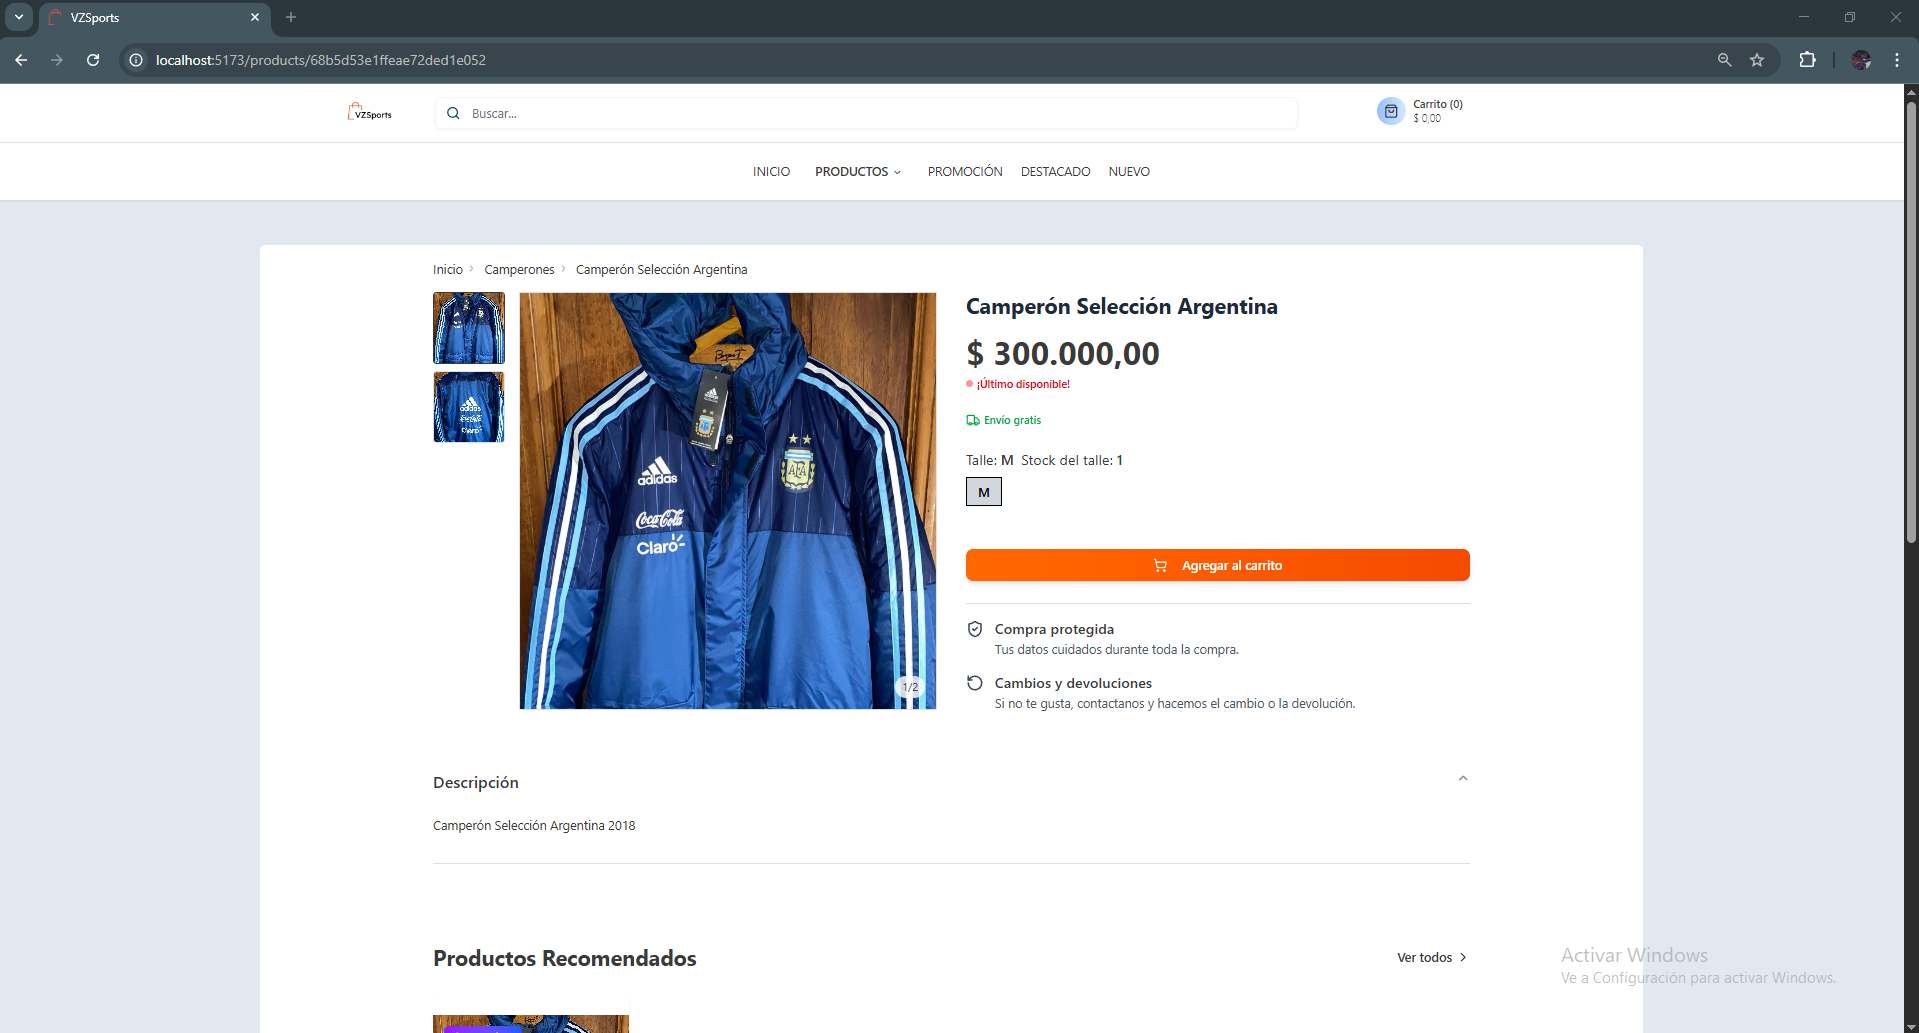 VZSports
localhost:5173/products/68b5d53e1ffeae72ded1e052
VZSports
Buscar...
Carrito (0)
$ 0,00
INICIO PRODUCTOS PROMOCIÓN DESTACADO NUEVO
Inicio Camperones Camperón Selección Argentina
Camperón Selección Argentina
$ 300.000,00
¡Último disponible!
Envío gratis
Talle: M Stock del talle: 1
M
Agregar al carrito
Compra protegida
Tus datos cuidados durante toda la compra.
Cambios y devoluciones
Si no te gusta, contactanos y hacemos el cambio o la devolución.
adidas
AFA
Coca-Cola
Claro
1/2
adidas
Claro
Descripción
Camperón Selección Argentina 2018
Productos Recomendados
Ver todos
Activar Windows
Ve a Configuración para activar Windows.